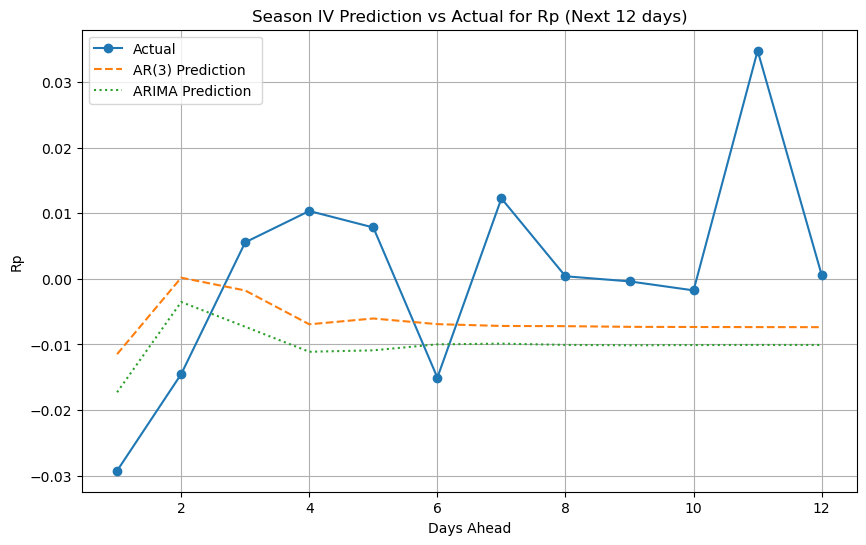 Season IV Prediction vs Actual for Rp (Next 12 days)
Actual
AR(3) Prediction
ARIMA Prediction
0.03
0.02
0.01
0.00
−0.01
−0.02
−0.03
Rp
2
4
6
8
10
12
Days Ahead